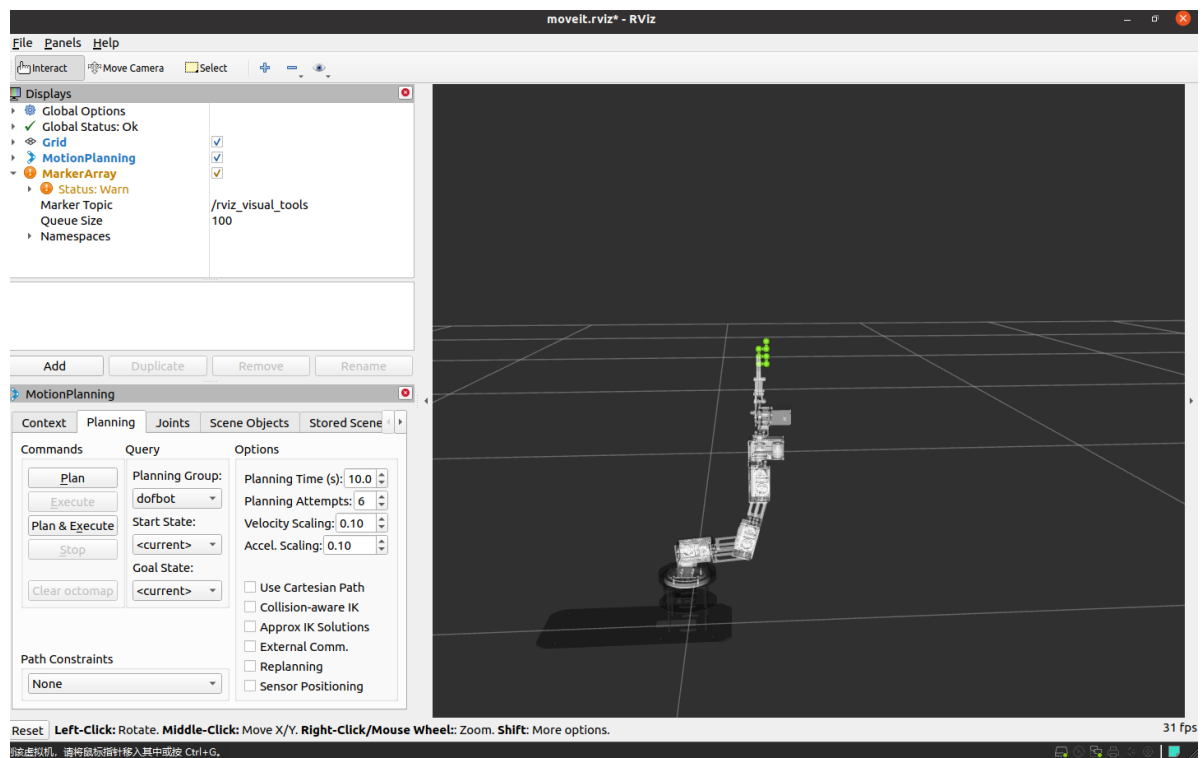 moveit.rviz* - RViz
File Panels Help
Interact Move Camera Select
Displays
Global Options
Global Status: Ok
Grid
MotionPlanning
MarkerArray
Status: Warn
Marker Topic /rviz_visual_tools
Queue Size 100
Namespaces
Add Duplicate Remove Rename
MotionPlanning
Context Planning Joints Scene Objects Stored Scene
Commands Query Options
Plan Planning Group: Planning Time (s): 10.0
Execute dofbot Planning Attempts: 6
Plan & Execute Start State: Velocity Scaling: 0.10
Stop <current> Accel. Scaling: 0.10
Goal State:
Clear octomap <current> Use Cartesian Path
Collision-aware IK
Approx IK Solutions
External Comm.
Path Constraints Replanning
None Sensor Positioning
Reset Left-Click: Rotate. Middle-Click: Move X/Y. Right-Click/Mouse Wheel:: Zoom. Shift: More options. 31 fps
该虚拟机，请将鼠标指针移入其中或按 Ctrl+G。